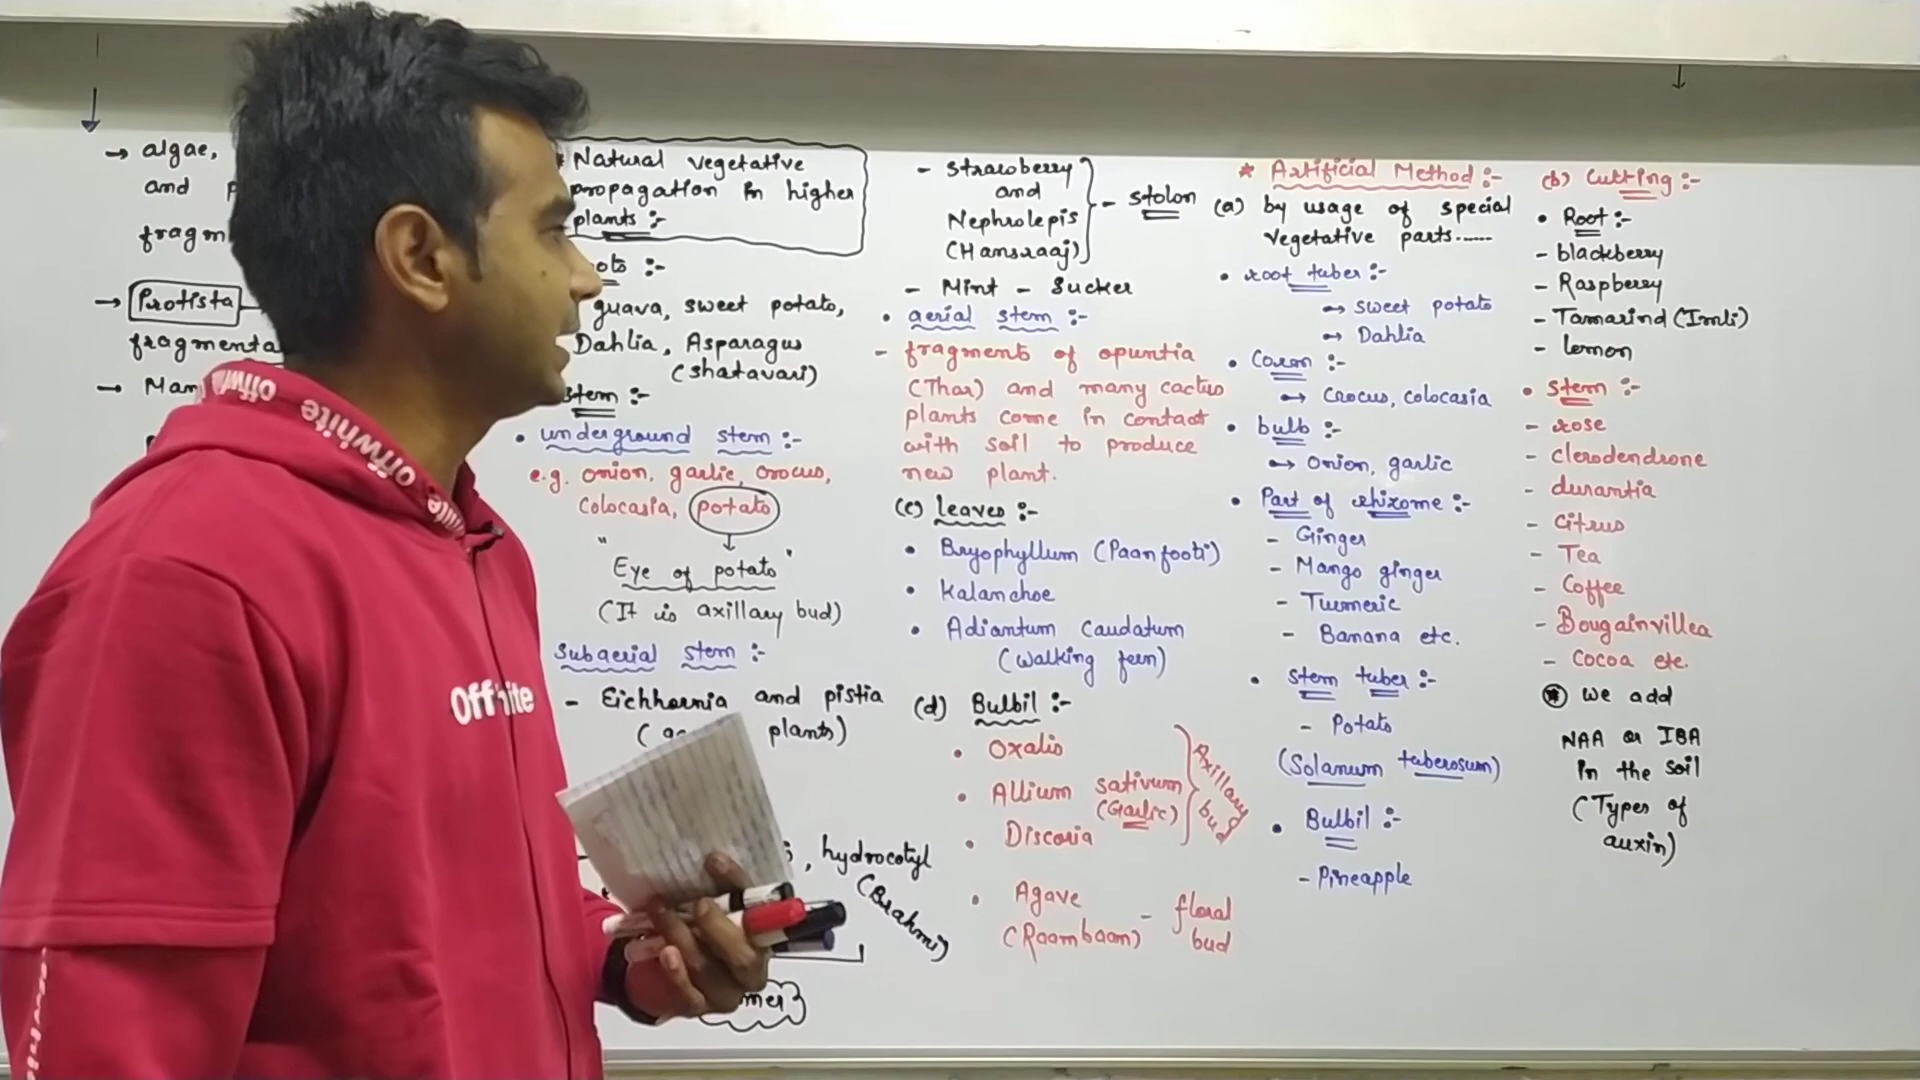 → algae,
and
fragm
→ Protista
fragmenta
→ Man
* Natural vegetative
propagation in higher
plants :-
oots :-
guava, sweet potato,
Dahlia, Asparagus
(shatavari)
stem :-
• underground stem :-
e.g. onion, garlic, crocus,
colocasia, potato
" Eye of potato "
(It is axillary bud)
Subaerial stem :-
- Eichhornia and pistia
( plants)
, hydrocotyl
(Brahmi)
- Strawberry
and
Nephrolepis
(Hansraaj)
- stolon
- Mint - Sucker
• aerial stem :-
- fragments of opuntia
(Thar) and many cactus
plants come in contact
with soil to produce
new plant.
(c) leaves :-
• Bryophyllum (Paanfooti)
• Kalanchoe
• Adiantum caudatum
(walking fern)
(d) Bulbil :-
• Oxalis
• Allium sativum
(Garlic)
• Discoria
Axillary
bud
• Agave
(Raambaan)
- floral
bud
* Artificial Method :-
(a) by usage of special
vegetative parts......
• root tuber :-
→ sweet potato
→ Dahlia
• Corm :-
→ Crocus, colocasia
• bulb :-
→ onion, garlic
• Part of rhizome :-
- Ginger
- Mango ginger
- Turmeric
- Banana etc.
• Stem tuber :-
- Potato
(Solanum tuberosum)
• Bulbil :-
- Pineapple
(b) Cutting :-
• Root :-
- blackberry
- Raspberry
- Tamarind (Imli)
- lemon
• Stem :-
- rose
- clerodendrone
- durantia
- citrus
- Tea
- Coffee
- Bougainvillea
- Cocoa etc.
* we add
NAA or IBA
in the soil
(Types of
auxin)
offwhite offwhite
Offwhite